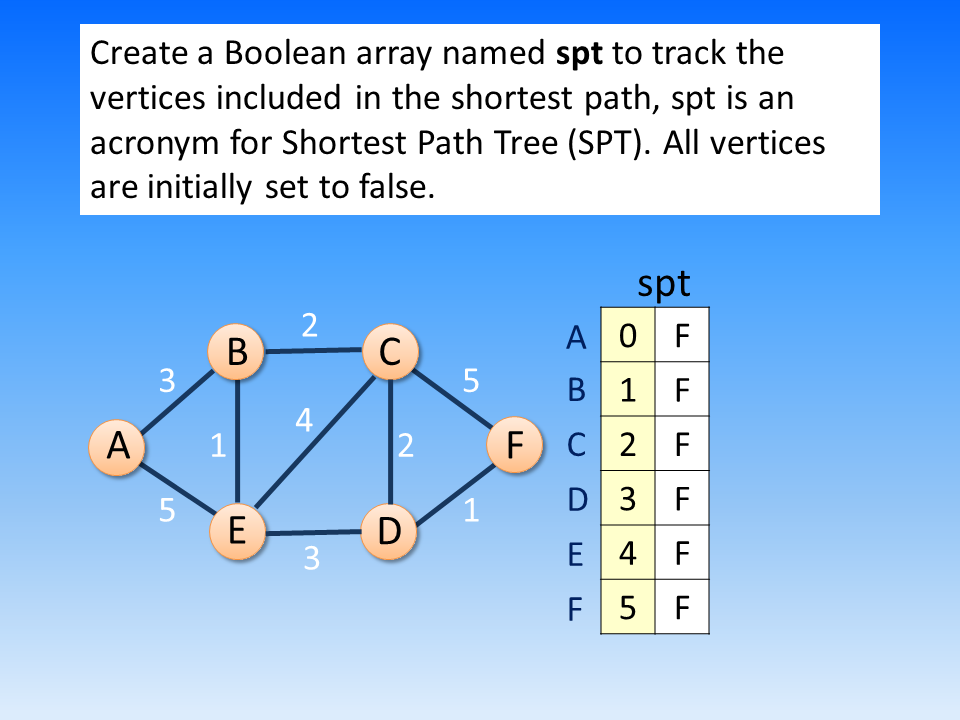 Create a Boolean array named spt to track the
vertices included in the shortest path, spt is an
acronym for Shortest Path Tree (SPT). All vertices
are initially set to false.
spt
2
B
C
A 0 F
3
5
B 1 F
4
A
1
2
F
C 2 F
5
1
D 3 F
E
D
3
E 4 F
F 5 F